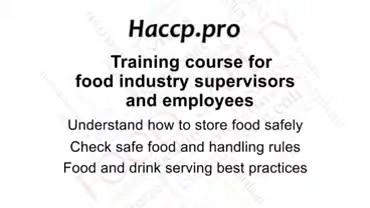 Haccp.pro
Training course for
food industry supervisors
and employees
Understand how to store food safely
Check safe food and handling rules
Food and drink serving best practices